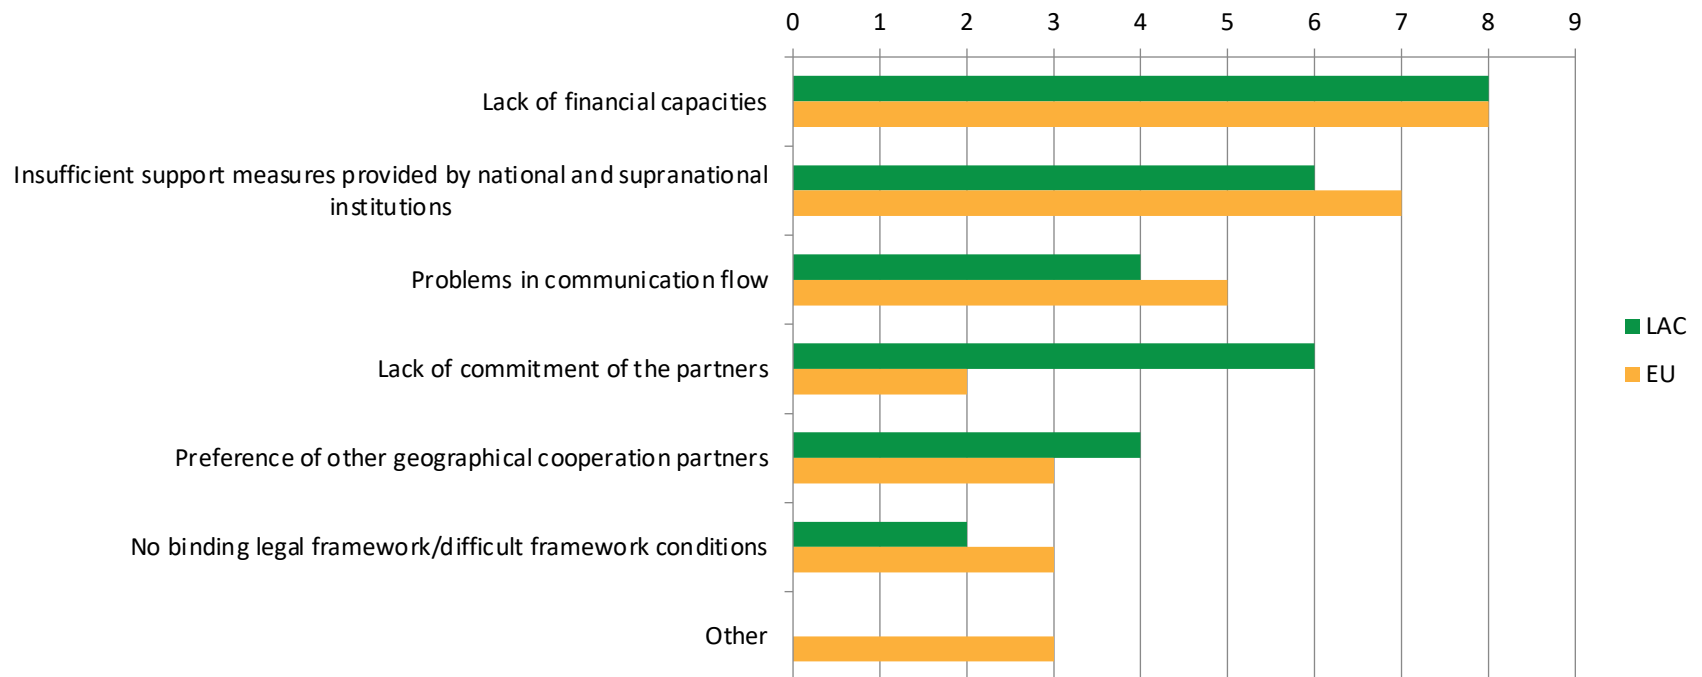 0 1 2 3 4 5 6 7 8 9
Lack of financial capacities
Insufficient support measures provided by national and supranational
institutions
Problems in communication flow
Lack of commitment of the partners
Preference of other geographical cooperation partners
No binding legal framework/difficult framework conditions
Other
LAC
EU